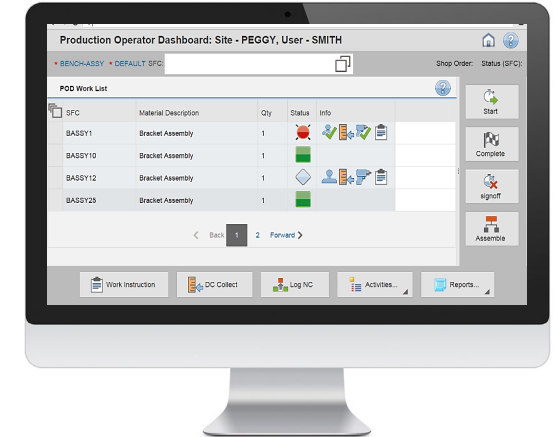 Production Operator Dashboard: Site - PEGGY, User - SMITH
* BENCH-ASSY * DEFAULT SFC: Shop Order: Status (SFC):
POD Work List
SFC Material Description Qty Status Info
BASSY1 Bracket Assembly 1
BASSY10 Bracket Assembly 1
BASSY12 Bracket Assembly 1
BASSY25 Bracket Assembly 1
Back 1 2 Forward
Start
Complete
signoff
Assemble
Work Instruction DC Collect Log NC Activities... Reports...